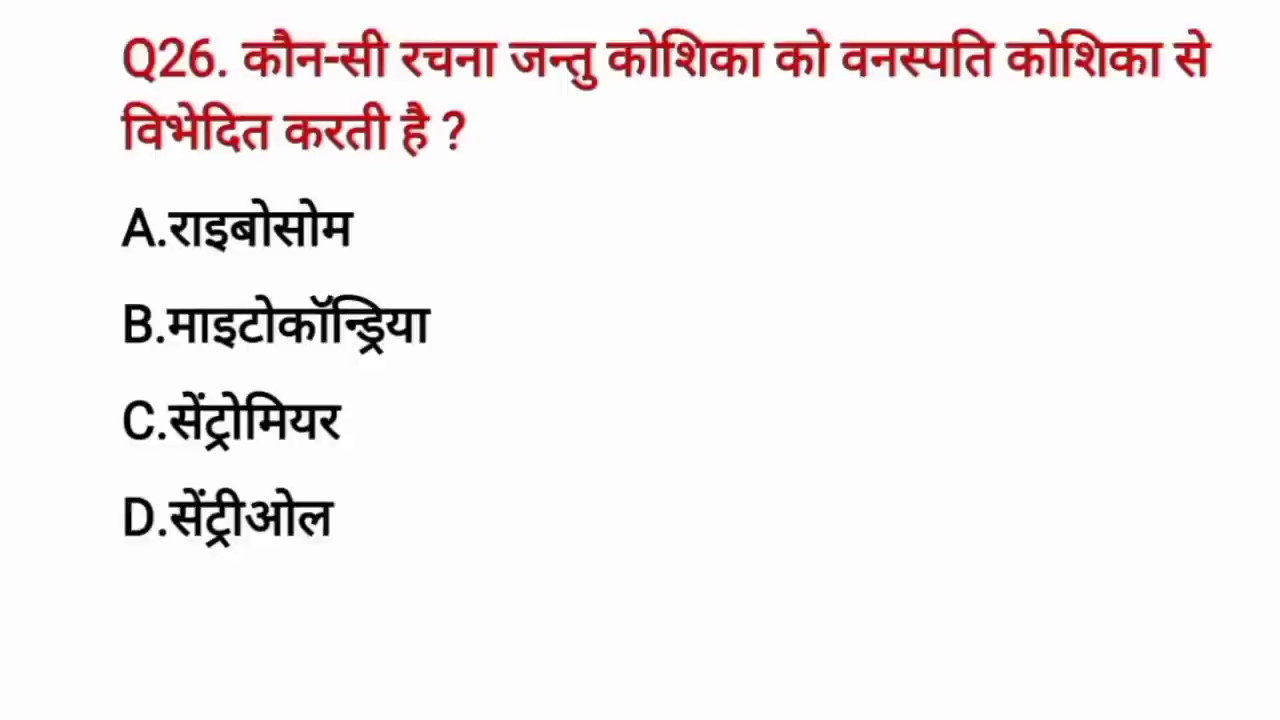 Q26. कौन-सी रचना जन्तु कोशिका को वनस्पति कोशिका से
विभेदित करती है ?
A.राइबोसोम
B.माइटोकॉन्ड्रिया
C.सेंट्रोमियर
D.सेंट्रीओल